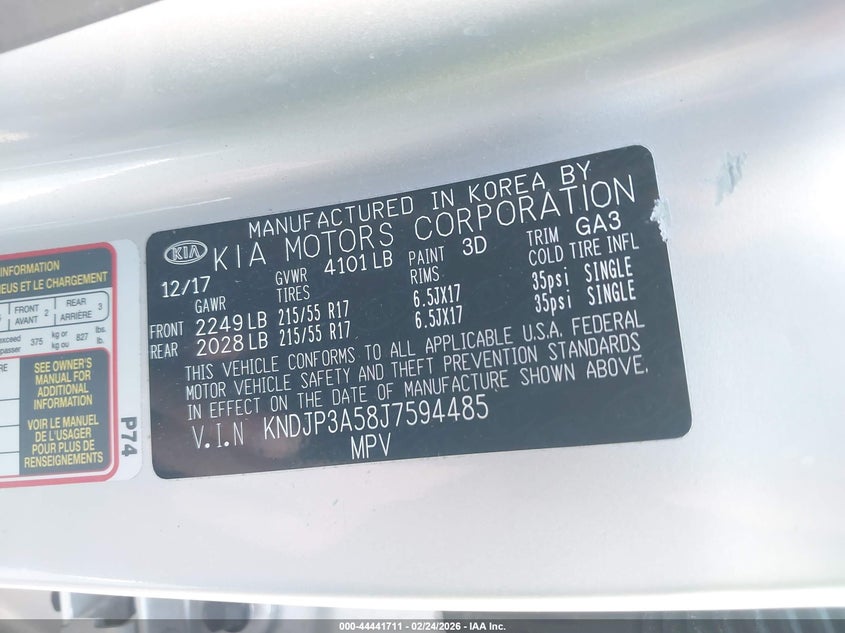 INFORMATION
NEUS ET LE CHARGEMENT
FRONT 2
AVANT
REAR 3
ARRIÈRE
exceed 375 kg or 827 lbs.
kg ou lb.
SEE OWNER'S
MANUAL FOR
ADDITIONAL
INFORMATION
VOIR LE MANUEL
DE L'USAGER
POUR PLUS DE
RENSEIGNEMENTS
P74
MANUFACTURED IN KOREA BY
KIA KIA MOTORS CORPORATION
12/17 GVWR 4101 LB PAINT 3D TRIM GA3
GAWR TIRES RIMS COLD TIRE INFL
FRONT 2249 LB 215/55 R17 6.5JX17 35psi SINGLE
REAR 2028 LB 215/55 R17 6.5JX17 35psi SINGLE
THIS VEHICLE CONFORMS TO ALL APPLICABLE U.S.A. FEDERAL
MOTOR VEHICLE SAFETY AND THEFT PREVENTION STANDARDS
IN EFFECT ON THE DATE OF MANUFACTURE SHOWN ABOVE.
V.I.N KNDJP3A58J7594485
MPV
000-44441711 - 02/24/2026 - IAA Inc.